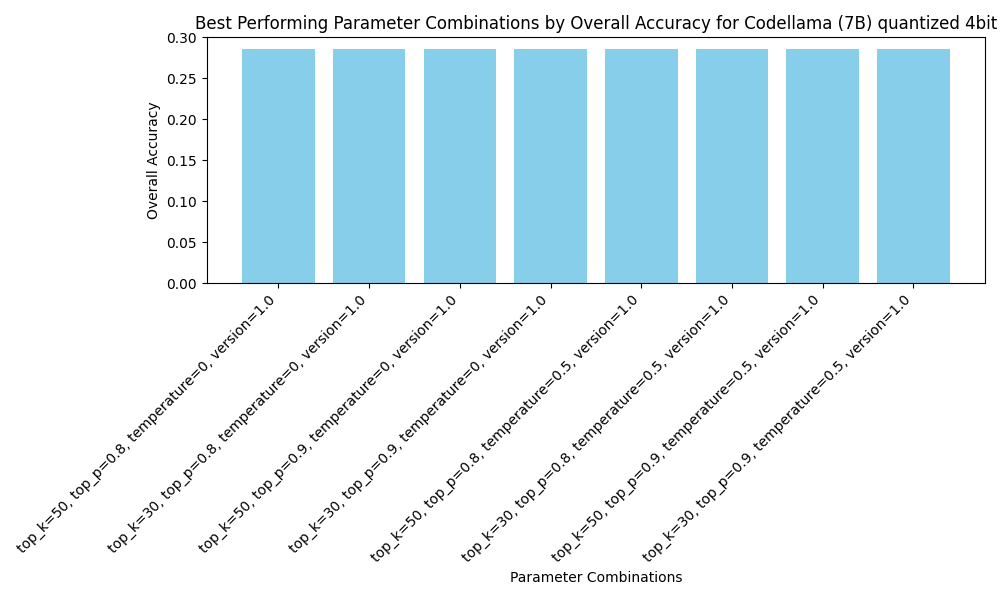 Best Performing Parameter Combinations by Overall Accuracy for Codellama (7B) quantized 4bit
Overall Accuracy
0.30
0.25
0.20
0.15
0.10
0.05
0.00
top_k=50, top_p=0.8, temperature=0, version=1.0
top_k=30, top_p=0.8, temperature=0, version=1.0
top_k=50, top_p=0.9, temperature=0, version=1.0
top_k=30, top_p=0.9, temperature=0, version=1.0
top_k=50, top_p=0.8, temperature=0.5, version=1.0
top_k=30, top_p=0.8, temperature=0.5, version=1.0
top_k=50, top_p=0.9, temperature=0.5, version=1.0
top_k=30, top_p=0.9, temperature=0.5, version=1.0
Parameter Combinations